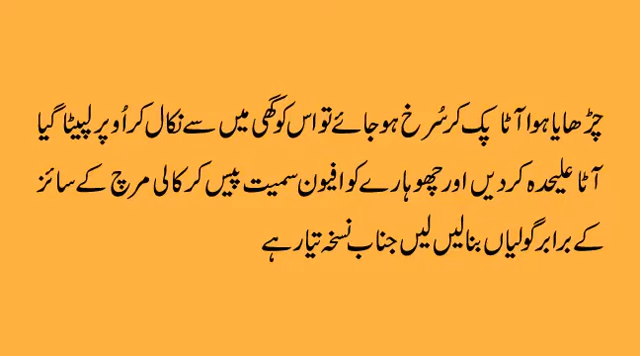 چڑھایا ہوا آٹا پک کر سُرخ ہو جائے تو اس کو گھی میں سے نکال کر اُوپر لپیٹا گیا
آٹا علیحدہ کر دیں اور چھوہارے کو افیون سمیت پیس کر کالی مرچ کے سائز
کے برابر گولیاں بنالیں لیں جناب نسخہ تیار ہے